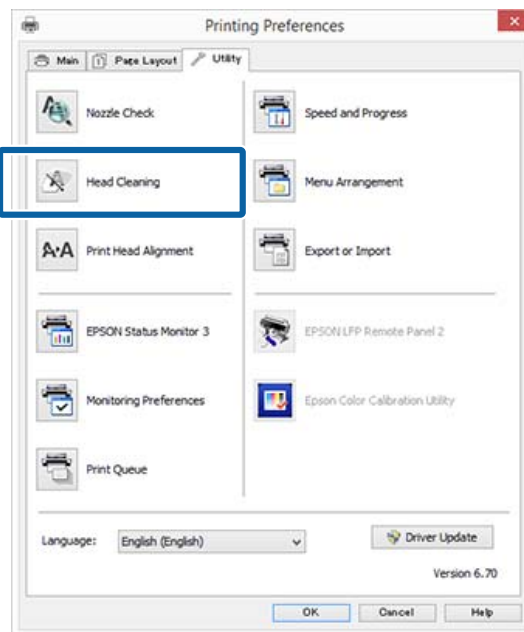 Printing Preferences
Main
Page Layout
Utility
Nozzle Check
Speed and Progress
Head Cleaning
Menu Arrangement
A·A
Print Head Alignment
Export or Import
EPSON Status Monitor 3
EPSON LFP Remote Panel 2
Monitoring Preferences
Epson Color Calibration Utility
Print Queue
Language:
English (English)
Driver Update
Version 6.70
OK
Cancel
Help